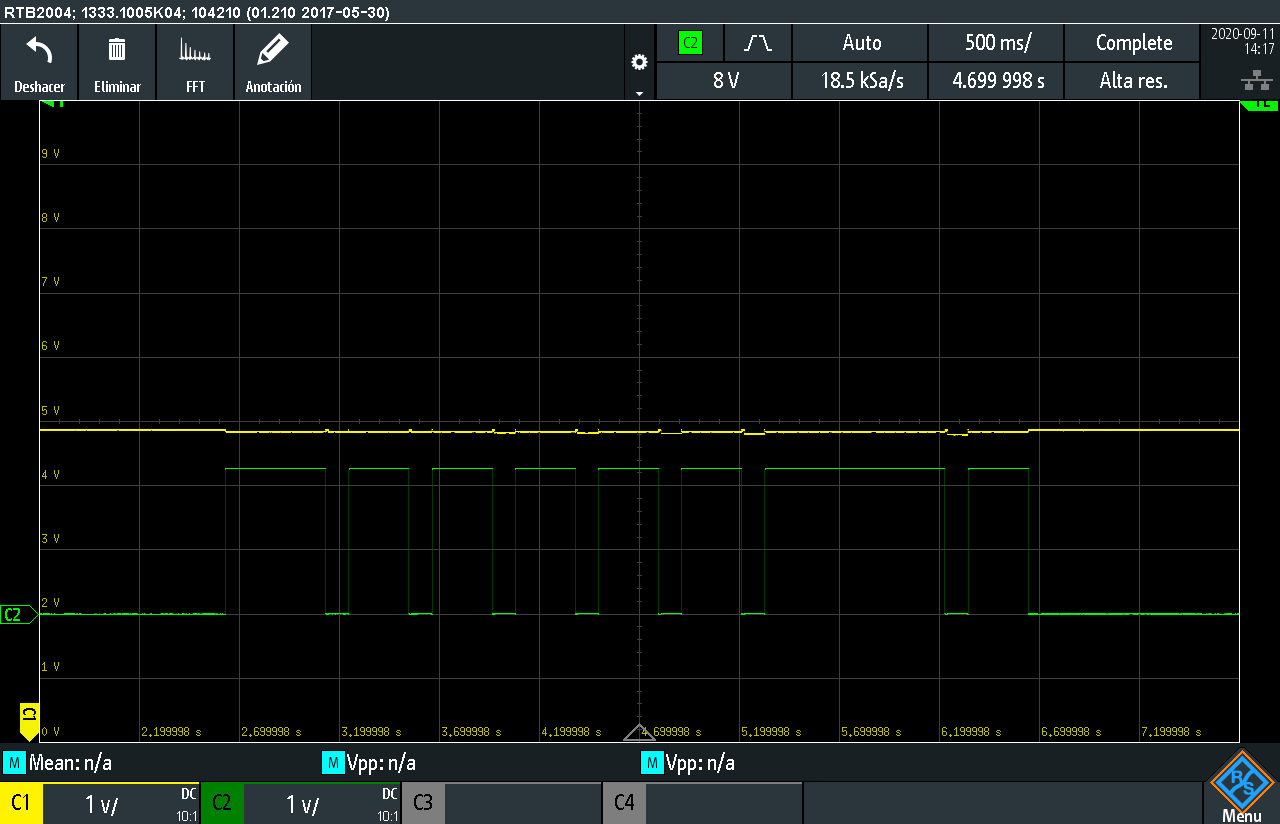 RTB2004; 1333.1005K04; 104210 (01.210 2017-05-30)
Deshacer
Eliminar
FFT
Anotación
C2
Auto
500 ms/
Complete
8 V
18.5 kSa/s
4.699 998 s
Alta res.
2020-09-11
14:17
9 V
8 V
7 V
6 V
5 V
4 V
3 V
C2
2 V
1 V
C1
0 V
2,199998 s
2,699998 s
3,199998 s
3,699998 s
4,199998 s
4,699998 s
5,199998 s
5,699998 s
6,199998 s
6,699998 s
7,199998 s
M Mean: n/a
M Vpp: n/a
M Vpp: n/a
C1
1 V/
DC
10:1
C2
1 V/
DC
10:1
C3
C4
R S
Menu